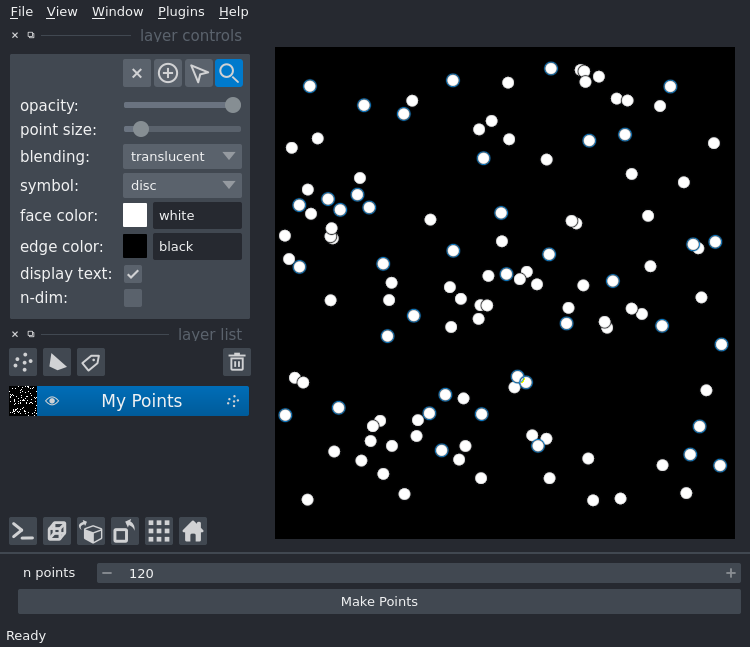 File View Window Plugins Help
layer controls
opacity:
point size:
blending: translucent
symbol: disc
face color: white
edge color: black
display text:
n-dim:
layer list
My Points
n points 120
Make Points
Ready